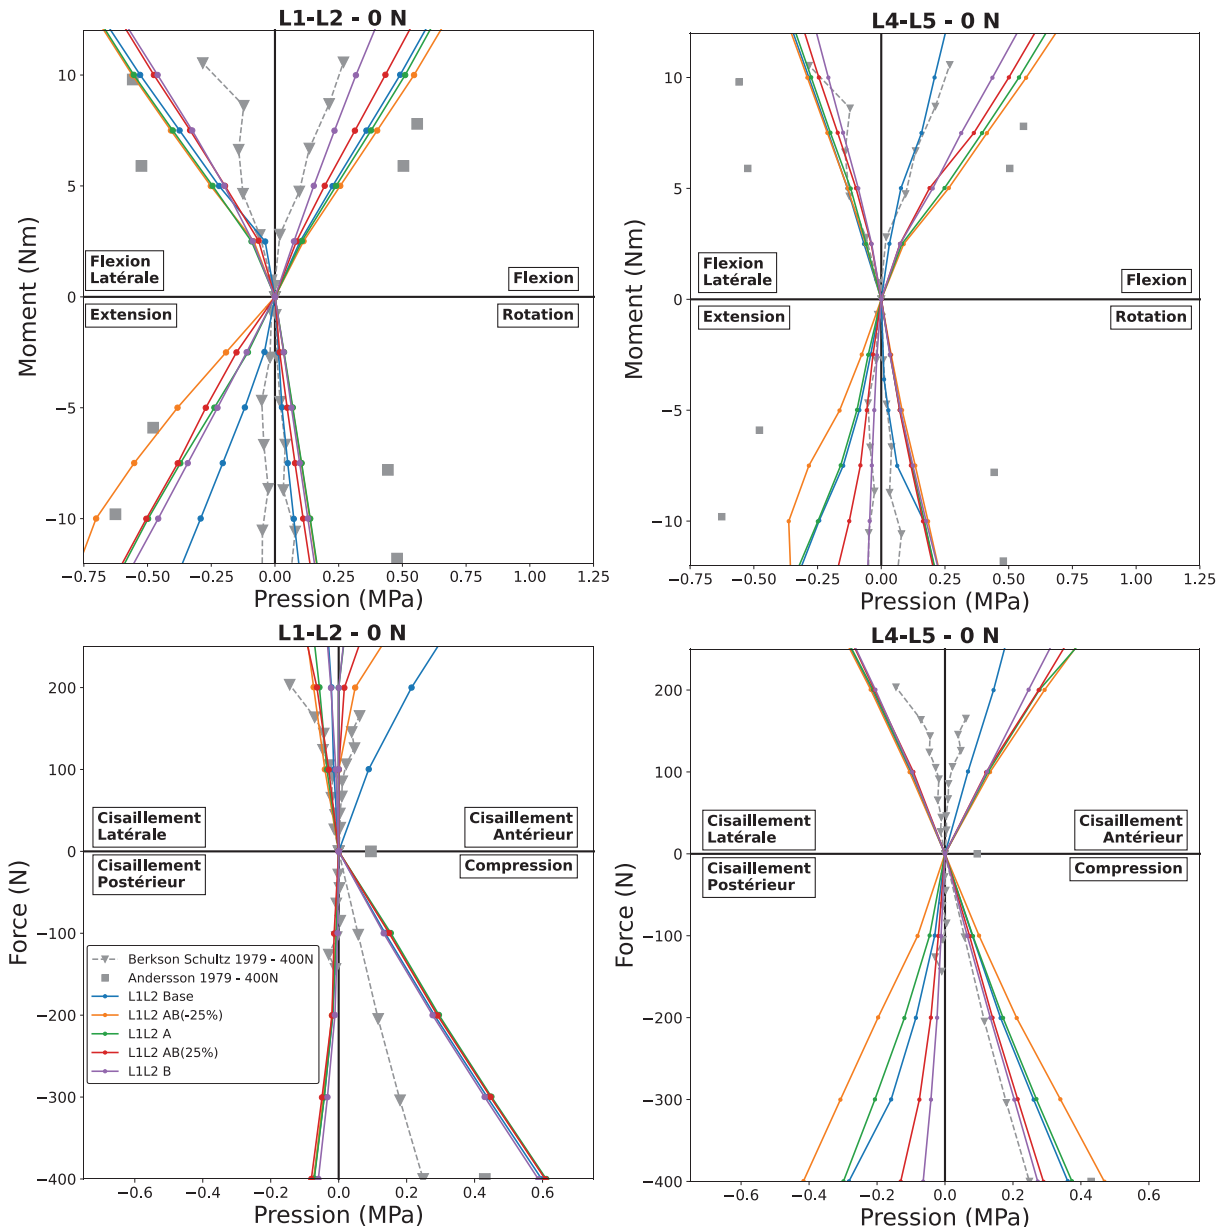 L1-L2 - 0 N
Moment (Nm)
10
5
0
−5
−10
Flexion
Latérale
Flexion
Extension
Rotation
−0.75 −0.50 −0.25 0.00 0.25 0.50 0.75 1.00 1.25
Pression (MPa)
L4-L5 - 0 N
Moment (Nm)
10
5
0
−5
−10
Flexion
Latérale
Flexion
Extension
Rotation
−0.75 −0.50 −0.25 0.00 0.25 0.50 0.75 1.00 1.25
Pression (MPa)
L1-L2 - 0 N
Force (N)
200
100
0
−100
−200
−300
−400
Cisaillement
Latérale
Cisaillement
Antérieur
Cisaillement
Postérieur
Compression
Berkson Schultz 1979 - 400N
Andersson 1979 - 400N
L1L2 Base
L1L2 AB(-25%)
L1L2 A
L1L2 AB(25%)
L1L2 B
−0.6 −0.4 −0.2 0.0 0.2 0.4 0.6
Pression (MPa)
L4-L5 - 0 N
Force (N)
200
100
0
−100
−200
−300
−400
Cisaillement
Latérale
Cisaillement
Antérieur
Cisaillement
Postérieur
Compression
−0.6 −0.4 −0.2 0.0 0.2 0.4 0.6
Pression (MPa)